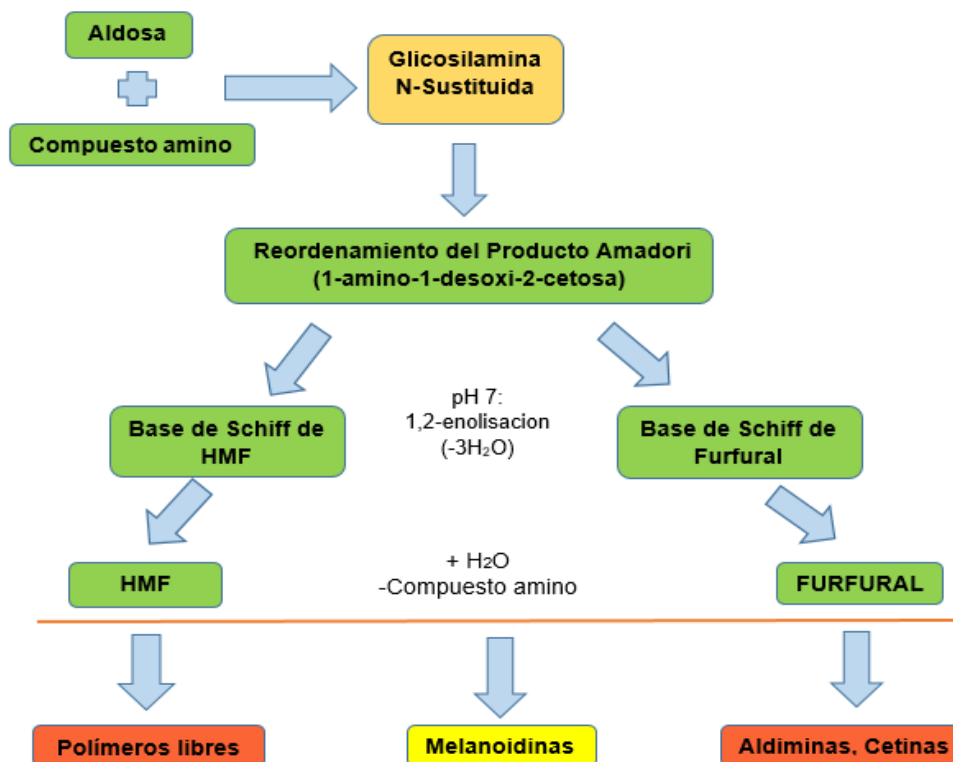 Aldosa
Glicosilamina
N-Sustituida
Compuesto amino
Reordenamiento del Producto Amadori
(1-amino-1-desoxi-2-cetosa)
Base de Schiff de
HMF
pH 7:
1,2-enolisacion
(-3H₂O)
Base de Schiff de
Furfural
HMF
+ H₂O
-Compuesto amino
FURFURAL
Polímeros libres
Melanoidinas
Aldiminas, Cetinas